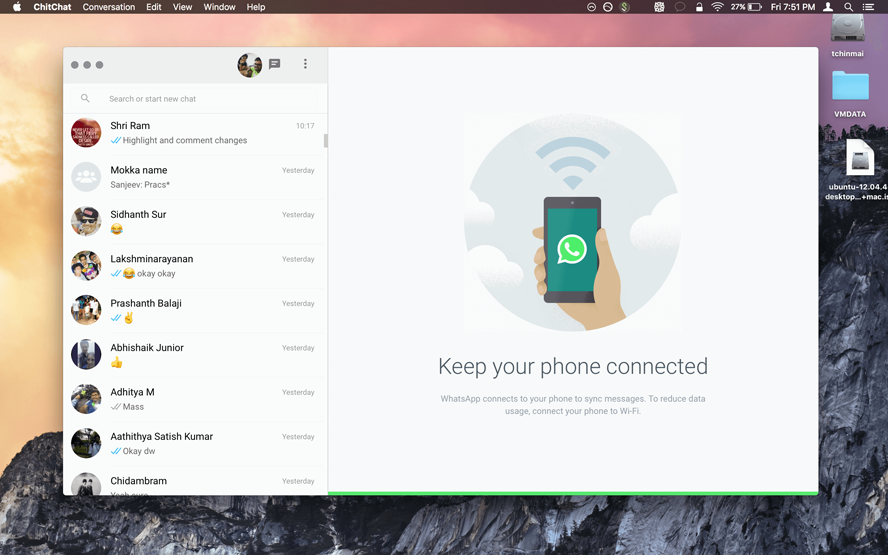 ChitChat Conversation Edit View Window Help
27% Fri 7:51 PM
tchinmai
VMDATA
ubuntu-12.04.4
desktop...+mac.is
Search or start new chat
Shri Ram 10:17
Highlight and comment changes
Mokka name Yesterday
Sanjeev: Pracs*
Sidhanth Sur Yesterday
😂
Lakshminarayanan Yesterday
😂 okay okay
Prashanth Balaji Yesterday
✌️
Abhishaik Junior Yesterday
👍
Adhitya M Yesterday
Mass
Aathithya Satish Kumar Yesterday
Okay dw
Chidambram Yesterday
Keep your phone connected
WhatsApp connects to your phone to sync messages. To reduce data
usage, connect your phone to Wi-Fi.